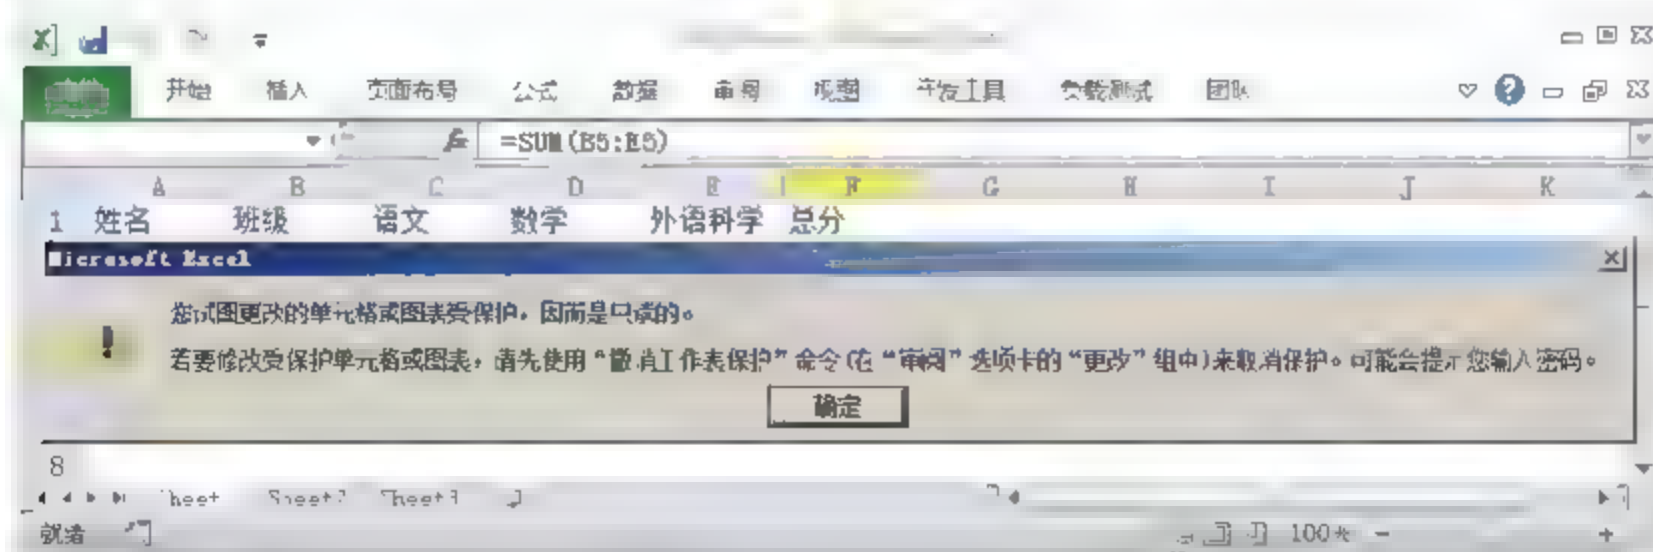 开始 插入 页面布局 公式 数据 审阅 视图 开发工具 负载测试 团队
=SUM(B5:E5)
A B C D E F G H I J K
1 姓名 班级 语文 数学 外语科学 总分
Microsoft Excel
您试图更改的单元格或图表受保护，因而是只读的。
若要修改受保护单元格或图表，请先使用“撤消工作表保护”命令(在“审阅”选项卡的“更改”组中)来取消保护。可能会提示您输入密码。
确定
8
Sheet2 Sheet3
就绪 100%